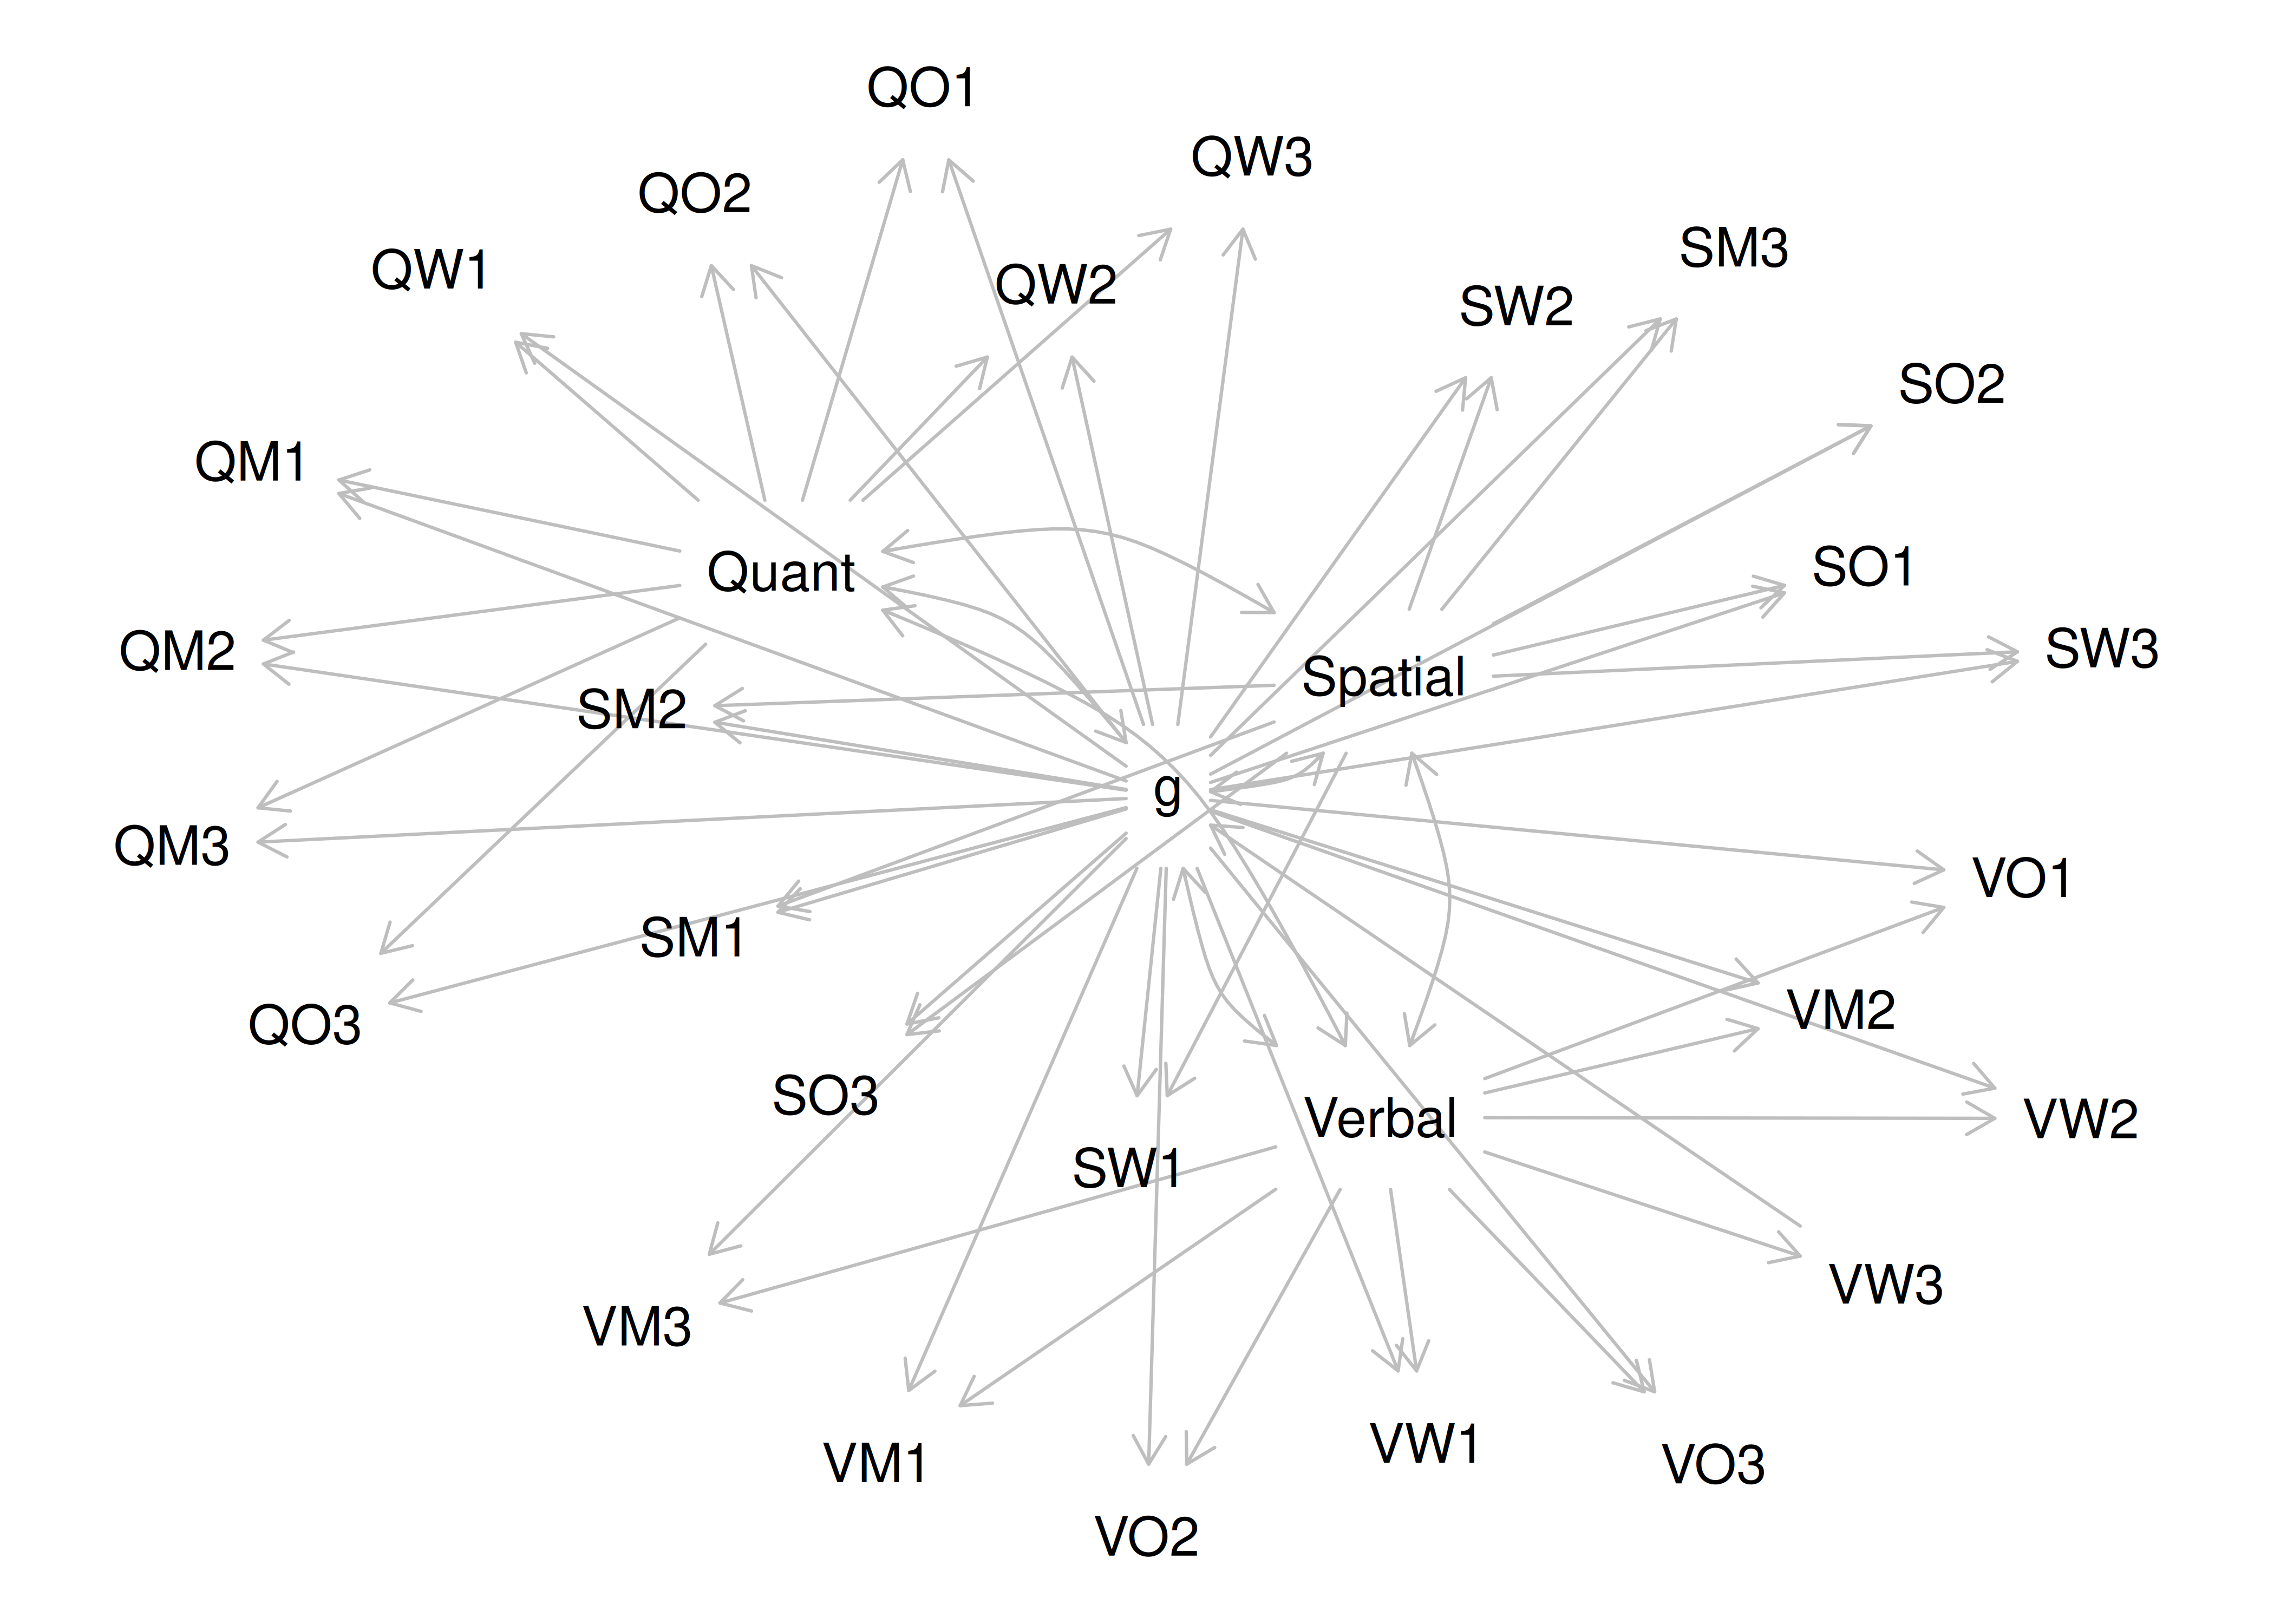 QO1
QW3
QO2
SM3
QW1
QW2
SW2
SO2
QM1
SO1
Quant
QM2
SW3
Spatial
SM2
g
QM3
VO1
SM1
VM2
QO3
SO3
Verbal
VW2
SW1
VW3
VM3
VW1
VM1
VO3
VO2